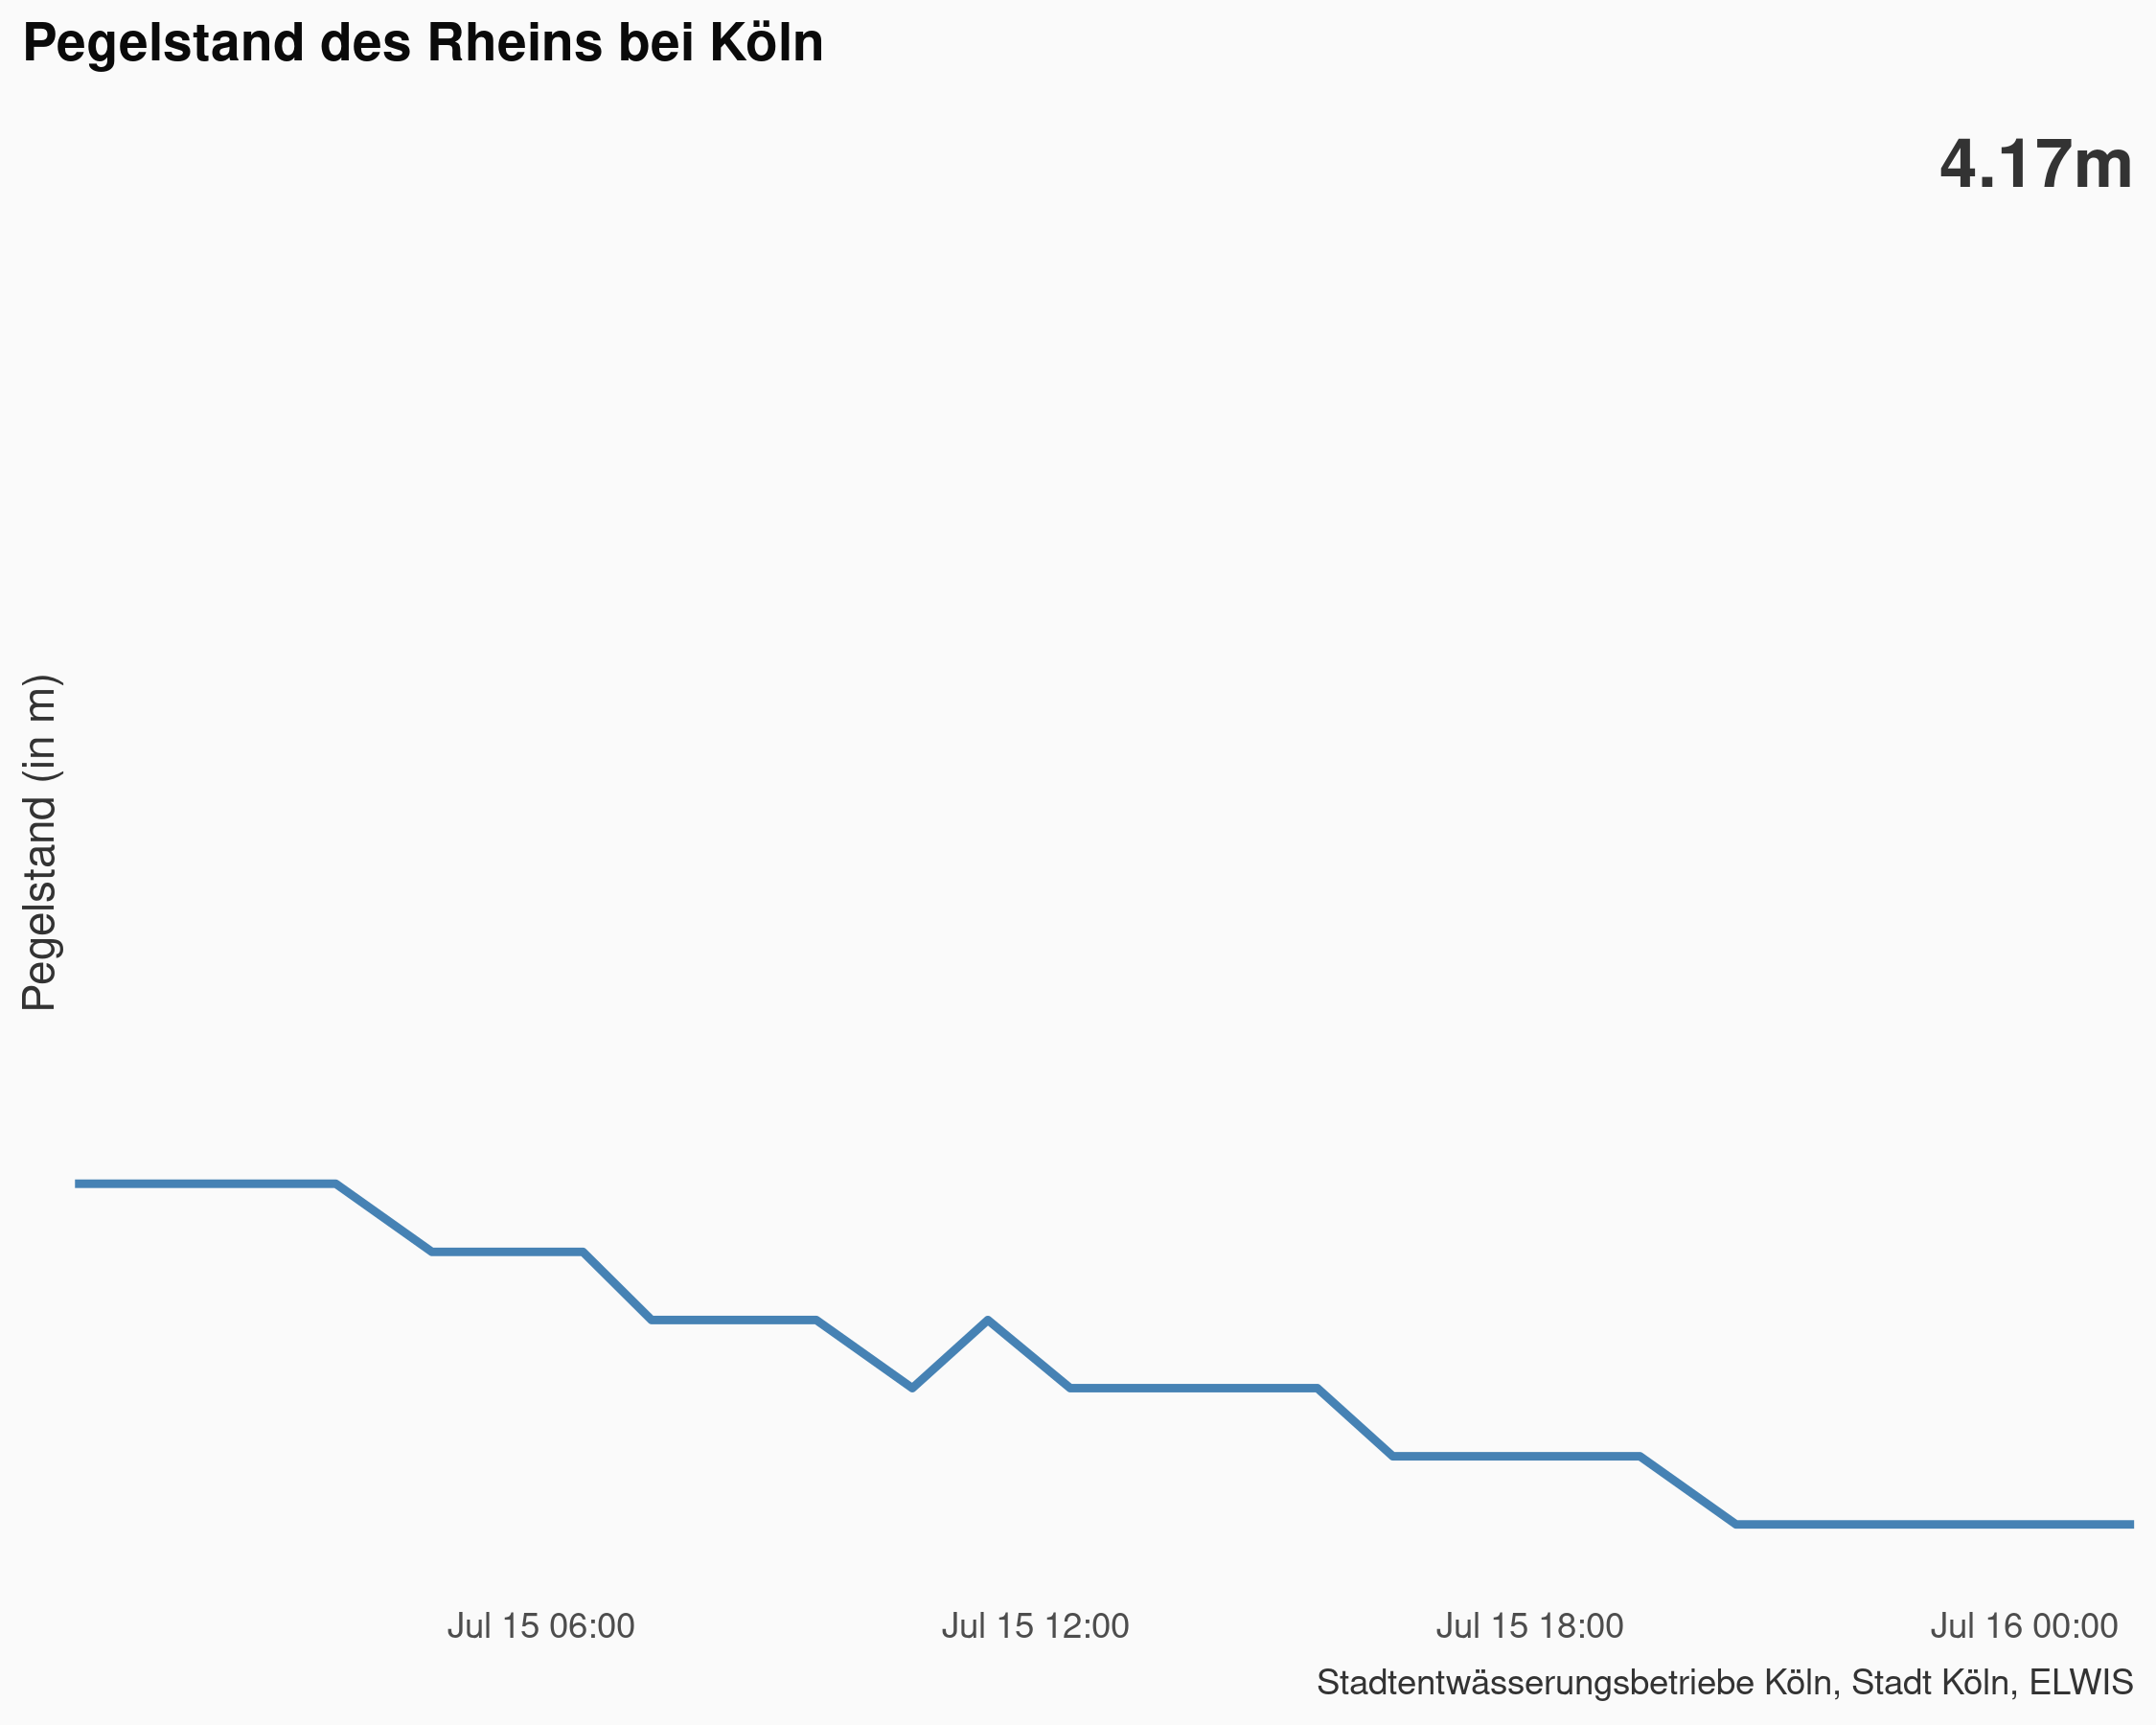 Pegelstand des Rheins bei Köln
4.17m
Pegelstand (in m)
Jul 15 06:00
Jul 15 12:00
Jul 15 18:00
Jul 16 00:00
Stadtentwässerungsbetriebe Köln, Stadt Köln, ELWIS